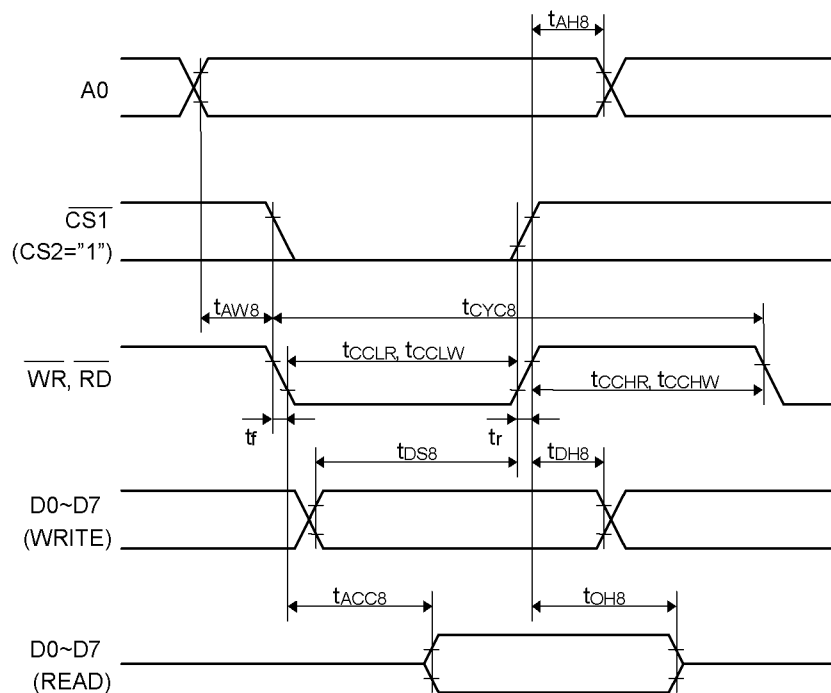 tAH8
A0
CS1
(CS2="1")
tAW8
tCYC8
WR, RD
tCCLR, tCCLW
tCCHR, tCCHW
tf
tDS8
tr
tDH8
D0~D7
(WRITE)
tACC8
tOH8
D0~D7
(READ)